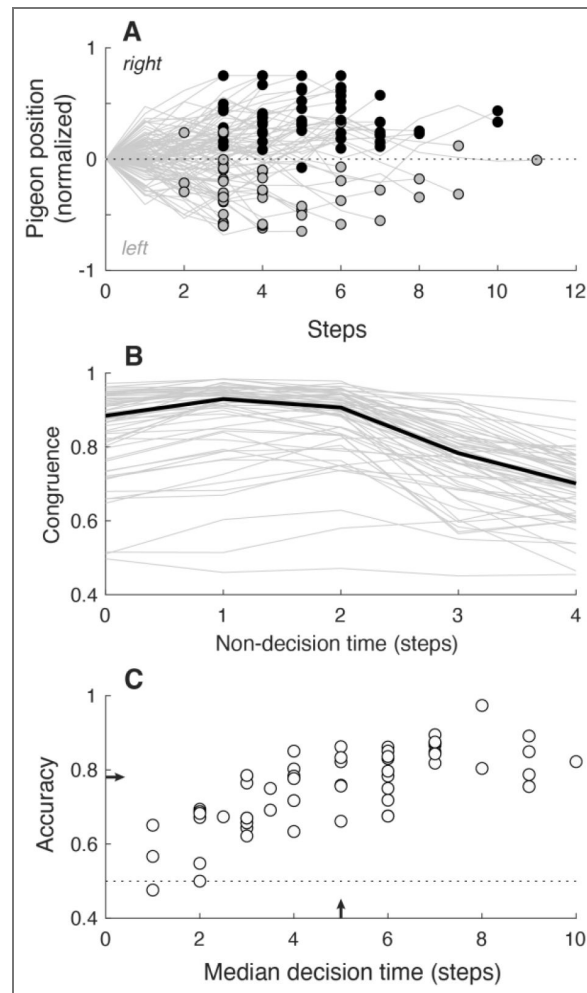 A
1
right
0
left
-1
2 4 6 8 10 12
Pigeon position
(normalized)
Steps
B
1
0.8
0.6
0.4
0 1 2 3 4
Congruence
Non-decision time (steps)
C
1
0.8
0.6
0.4
0 2 4 6 8 10
Accuracy
Median decision time (steps)